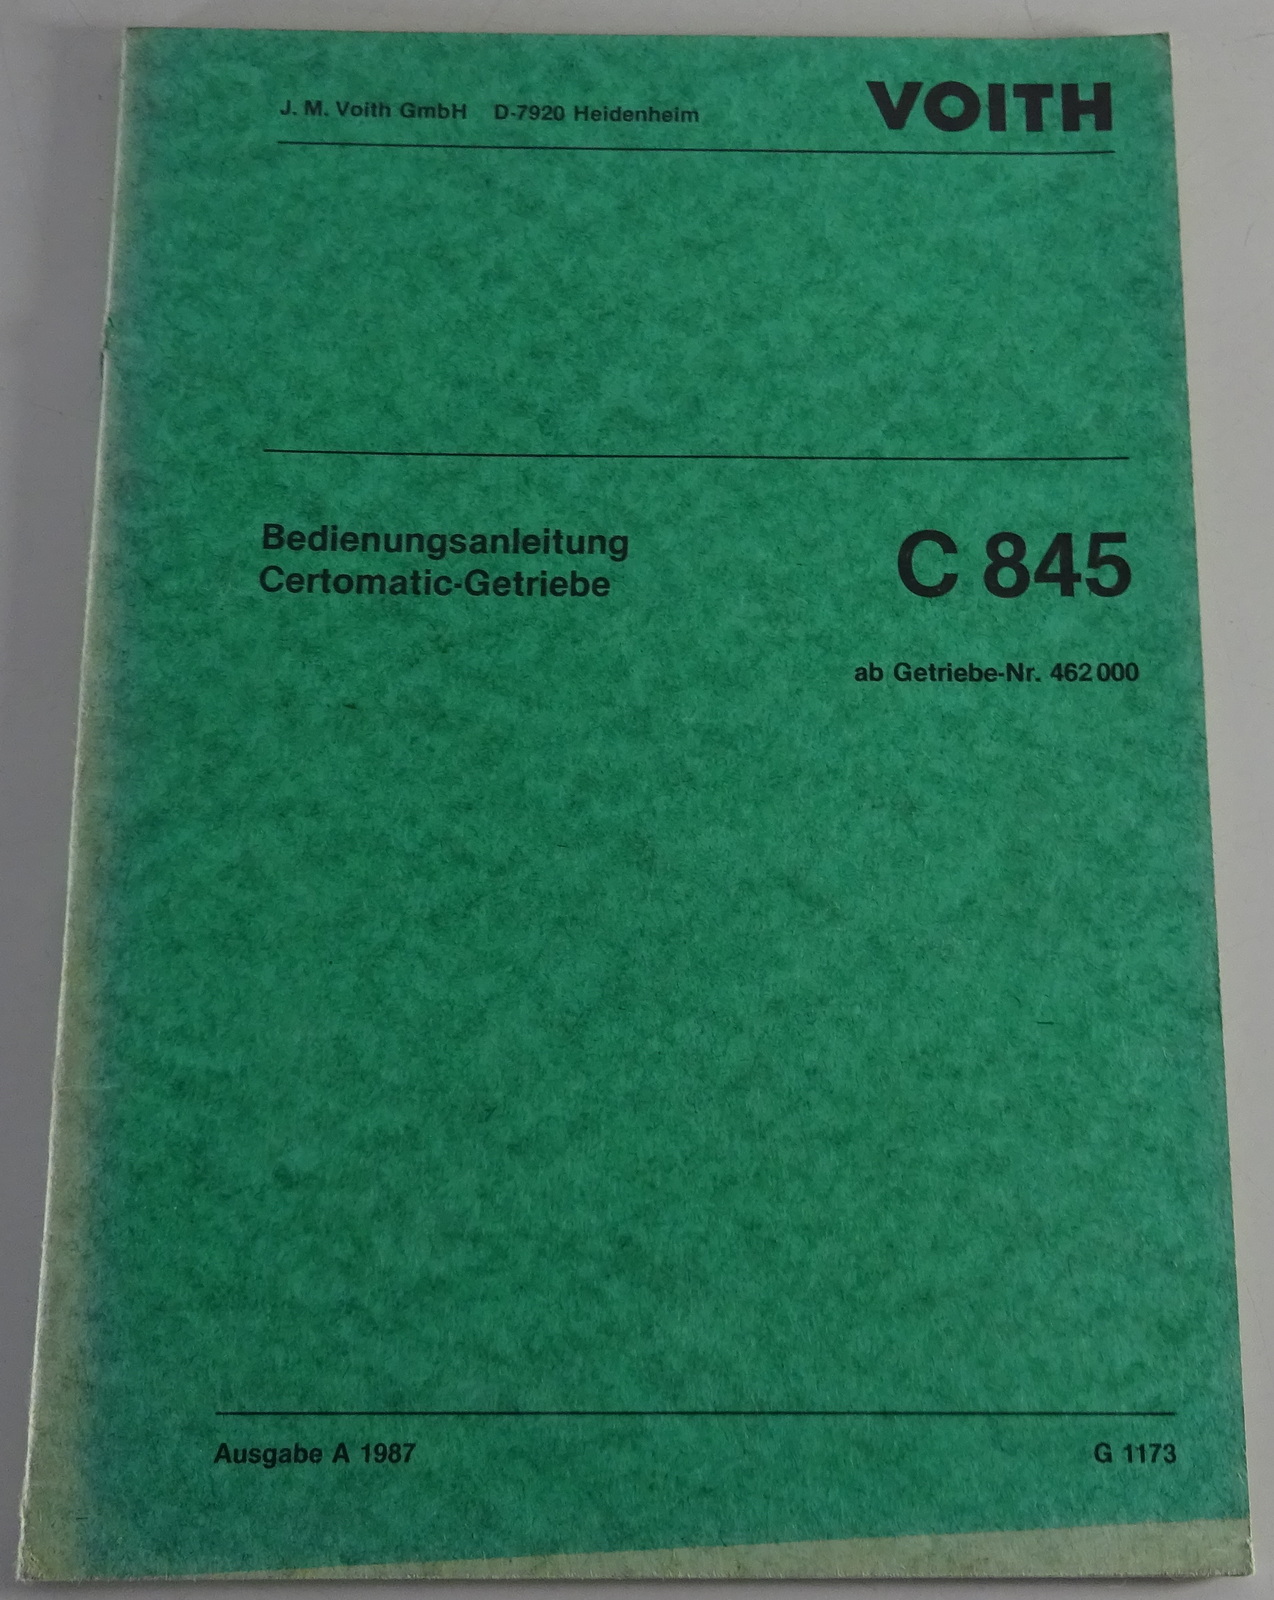 J. M. Voith GmbH D-7920 Heidenheim
VOITH
Bedienungsanleitung
Certomatic-Getriebe
C 845
ab Getriebe-Nr. 462 000
Ausgabe A 1987
G 1173